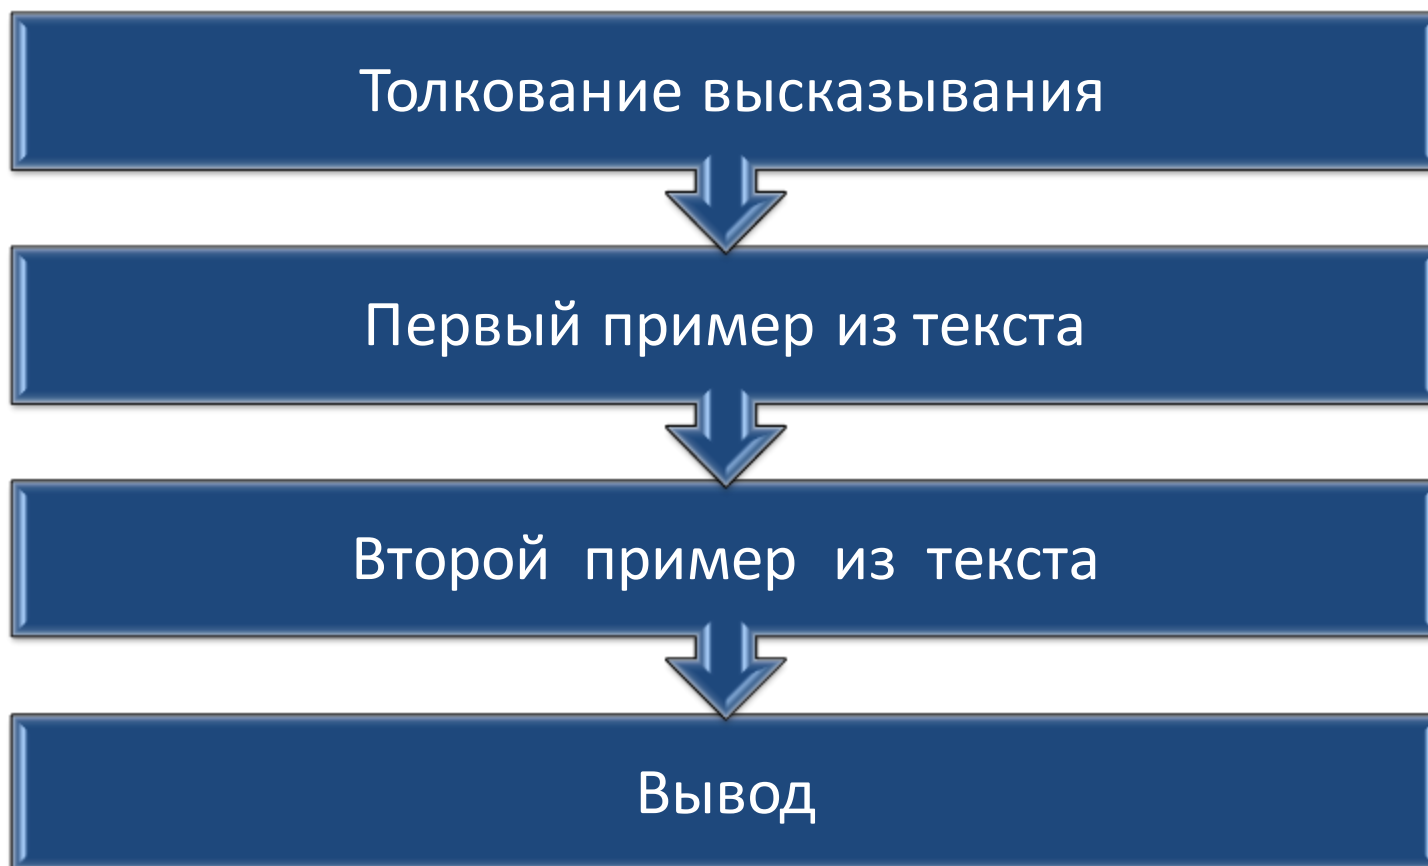 Толкование высказывания
Первый пример из текста
Второй пример из текста
Вывод